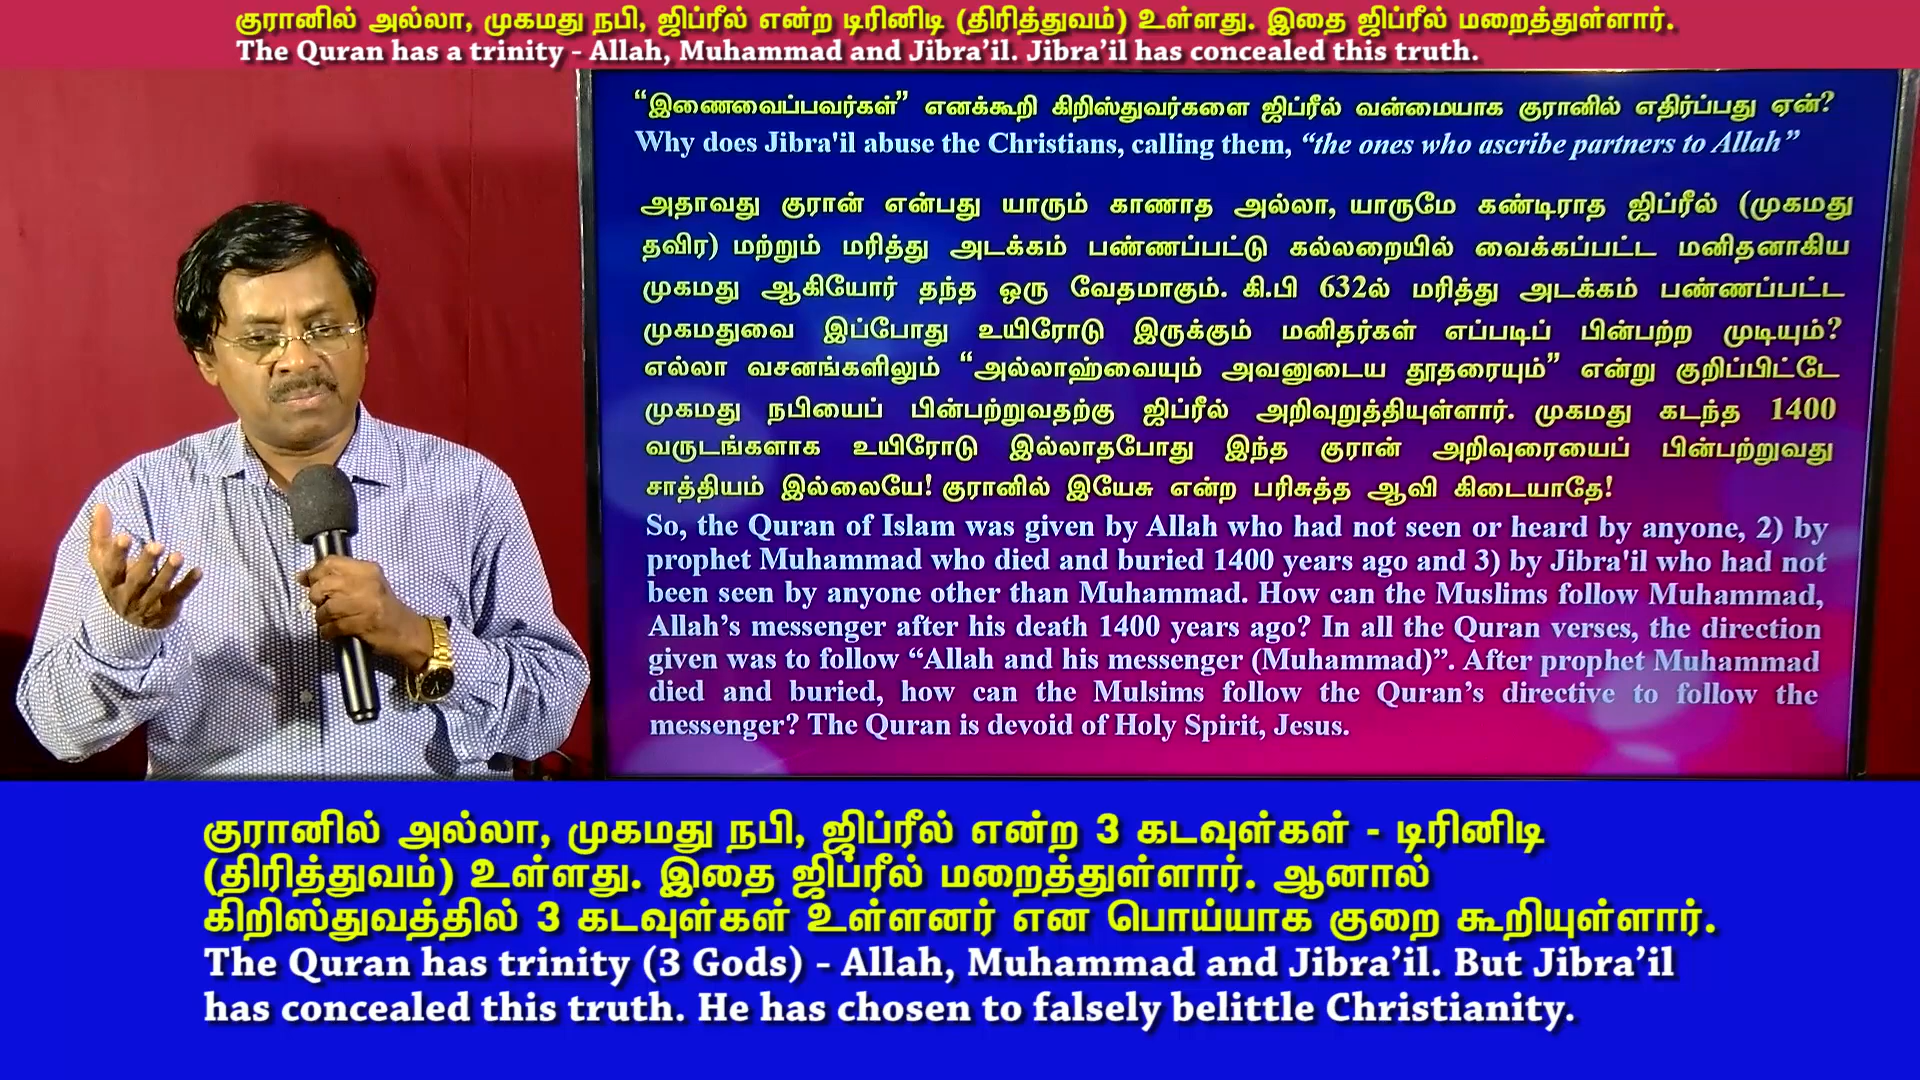 குரானில் அல்லா, முகமது நபி, ஜிப்ரீல் என்ற டிரினிடி (திரித்துவம்) உள்ளது. இதை ஜிப்ரீல் மறைத்துள்ளார்.
The Quran has a trinity - Allah, Muhammad and Jibra’il. Jibra’il has concealed this truth.
“இணைவைப்பவர்கள்” எனக்கூறி கிறிஸ்துவர்களை ஜிப்ரீல் வன்மையாக குரானில் எதிர்ப்பது ஏன்?
Why does Jibra'il abuse the Christians, calling them, “the ones who ascribe partners to Allah”
அதாவது குரான் என்பது யாரும் காணாத அல்லா, யாருமே கண்டிராத ஜிப்ரீல் (முகமது
தவிர) மற்றும் மரித்து அடக்கம் பண்ணப்பட்டு கல்லறையில் வைக்கப்பட்ட மனிதனாகிய
முகமது ஆகியோர் தந்த ஒரு வேதமாகும். கி.பி 632ல் மரித்து அடக்கம் பண்ணப்பட்ட
முகமதுவை இப்போது உயிரோடு இருக்கும் மனிதர்கள் எப்படிப் பின்பற்ற முடியும்?
எல்லா வசனங்களிலும் “அல்லாஹ்வையும் அவனுடைய தூதரையும்” என்று குறிப்பிட்டே
முகமது நபியைப் பின்பற்றுவதற்கு ஜிப்ரீல் அறிவுறுத்தியுள்ளார். முகமது கடந்த 1400
வருடங்களாக உயிரோடு இல்லாதபோது இந்த குரான் அறிவுரையைப் பின்பற்றுவது
சாத்தியம் இல்லையே! குரானில் இயேசு என்ற பரிசுத்த ஆவி கிடையாதே!
So, the Quran of Islam was given by Allah who had not seen or heard by anyone, 2) by
prophet Muhammad who died and buried 1400 years ago and 3) by Jibra'il who had not
been seen by anyone other than Muhammad. How can the Muslims follow Muhammad,
Allah’s messenger after his death 1400 years ago? In all the Quran verses, the direction
given was to follow “Allah and his messenger (Muhammad)”. After prophet Muhammad
died and buried, how can the Mulsims follow the Quran’s directive to follow the
messenger? The Quran is devoid of Holy Spirit, Jesus.
குரானில் அல்லா, முகமது நபி, ஜிப்ரீல் என்ற 3 கடவுள்கள் - டிரினிடி
(திரித்துவம்) உள்ளது. இதை ஜிப்ரீல் மறைத்துள்ளார். ஆனால்
கிறிஸ்துவத்தில் 3 கடவுள்கள் உள்ளனர் என பொய்யாக குறை கூறியுள்ளார்.
The Quran has trinity (3 Gods) - Allah, Muhammad and Jibra’il. But Jibra’il
has concealed this truth. He has chosen to falsely belittle Christianity.